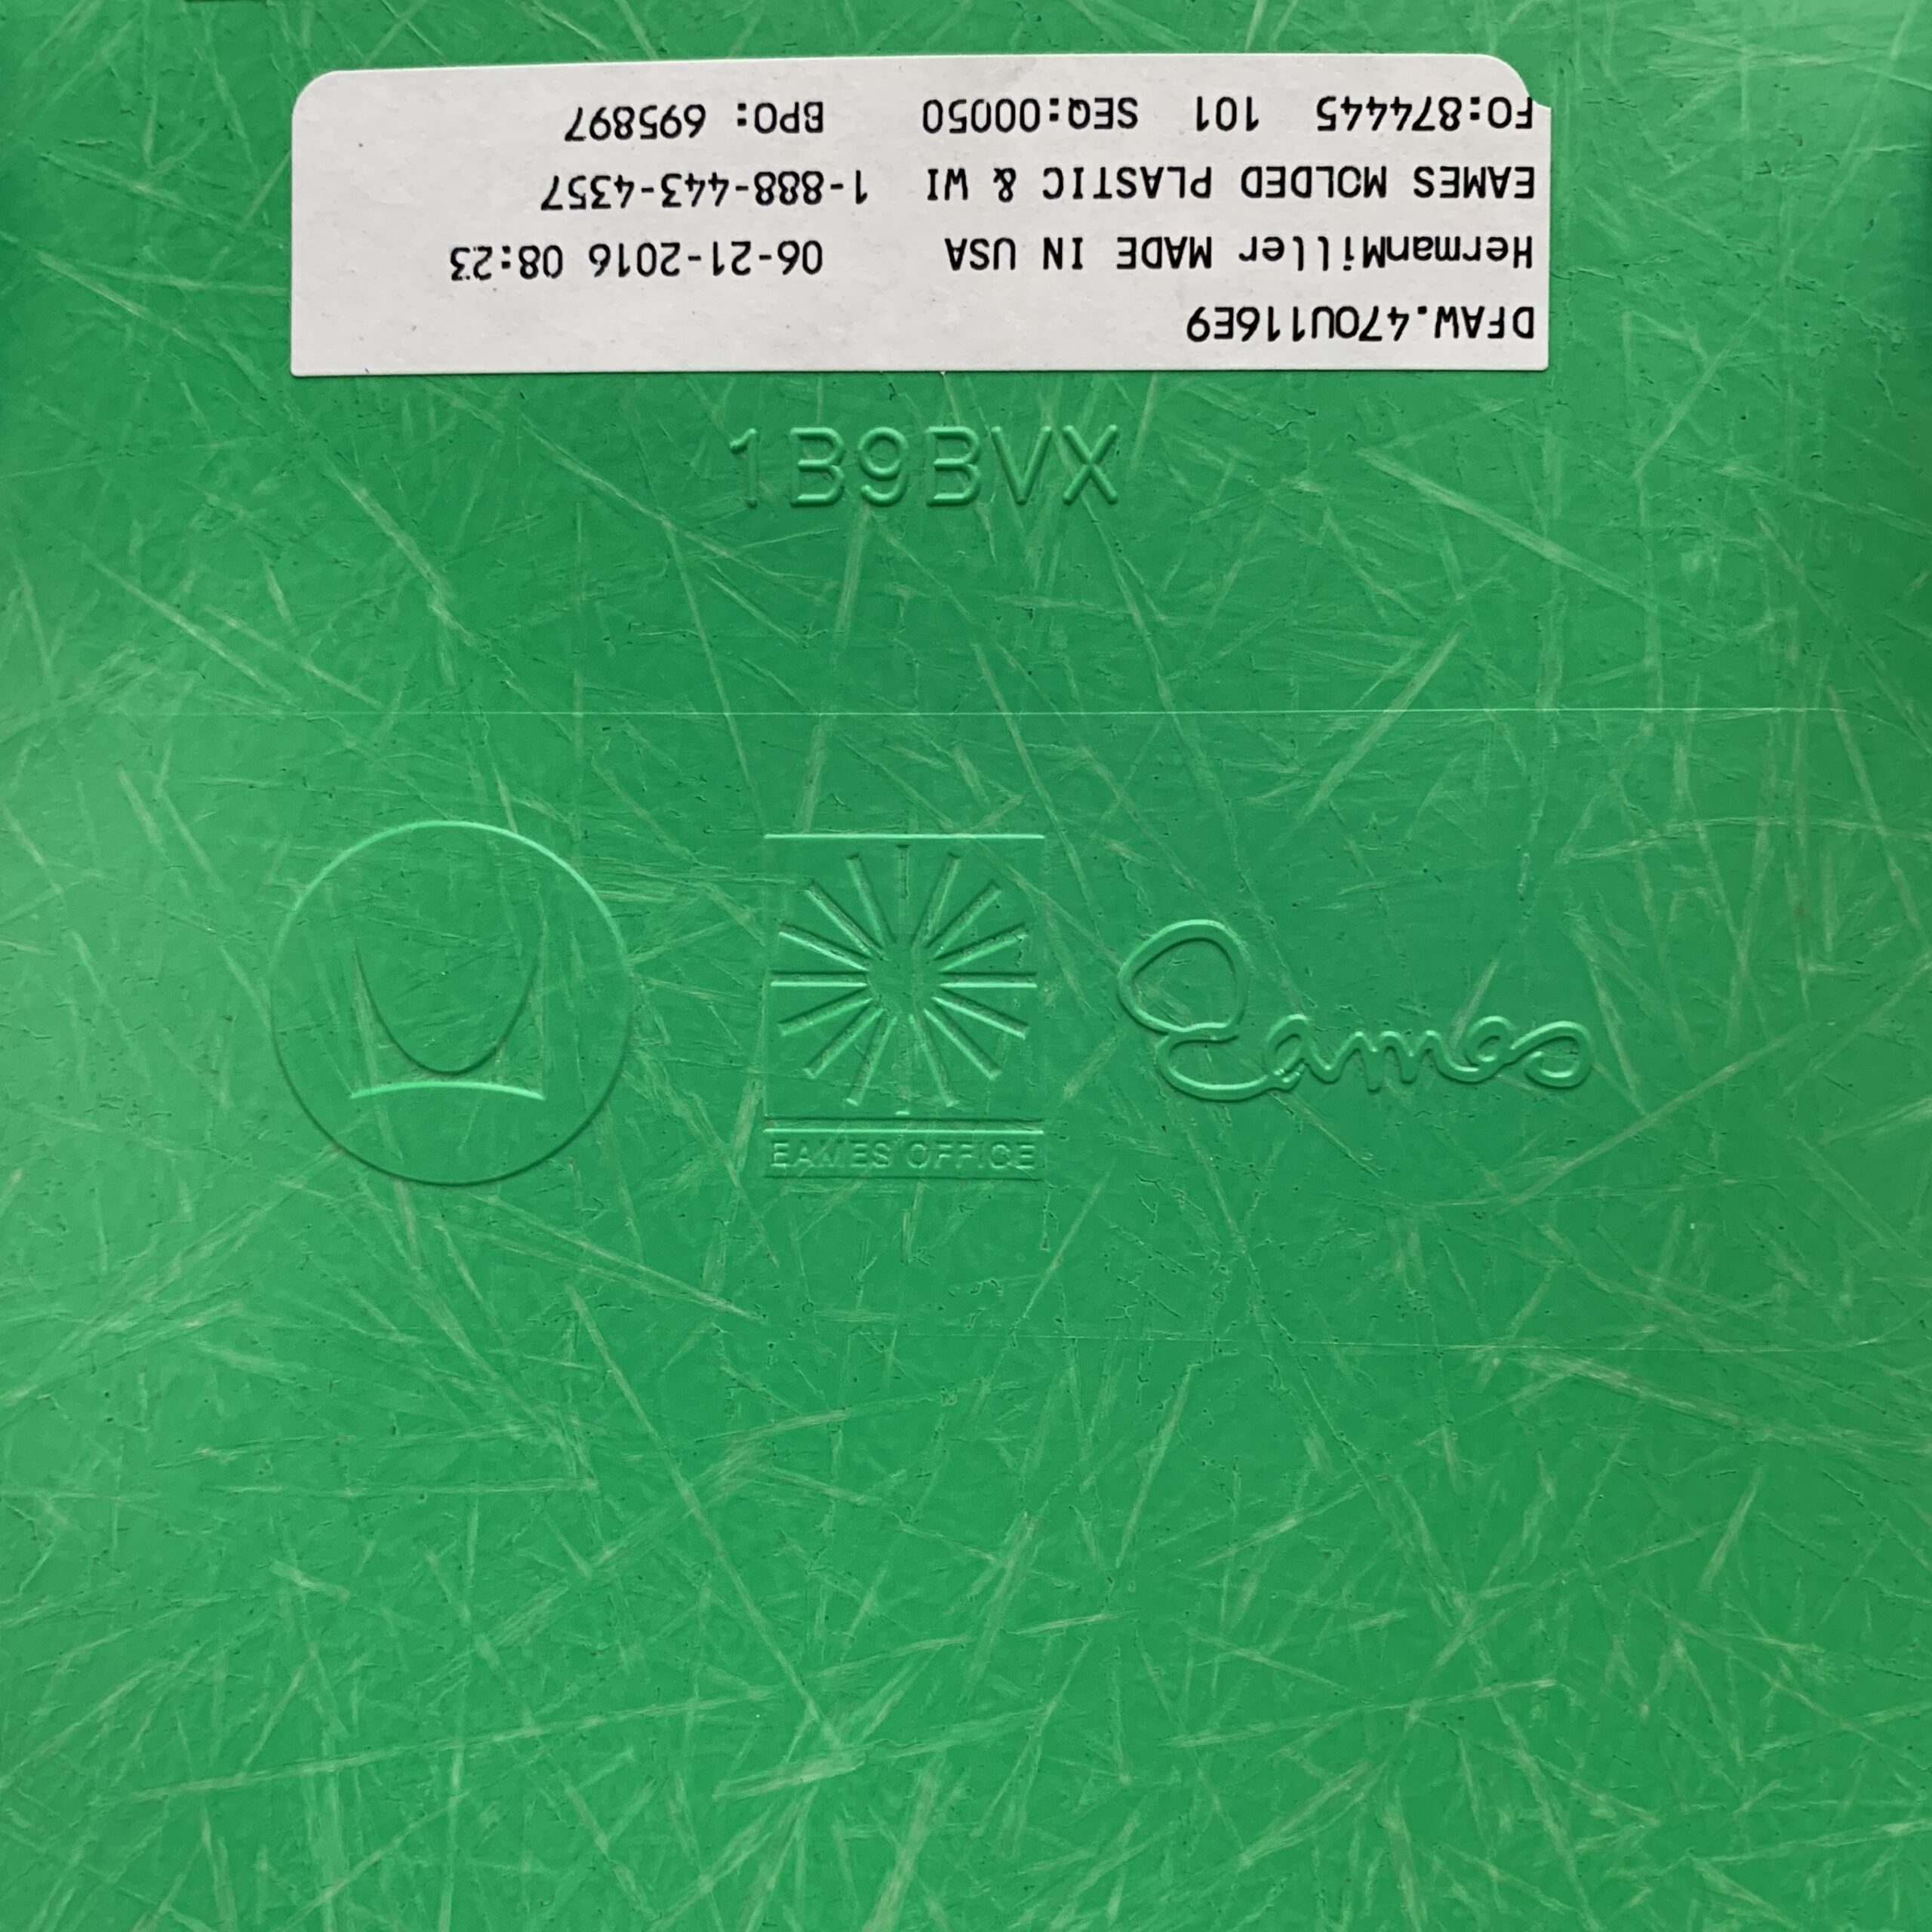 DFAW.47OU116E9
HermanMiller MADE IN USA 06-21-2016 08:23
EAMES MOLDED PLASTIC & WI 1-888-443-4357
FO:874445 101 SEQ:00050 BPO: 695897
1B9BVX
EAMES OFFICE
Eames